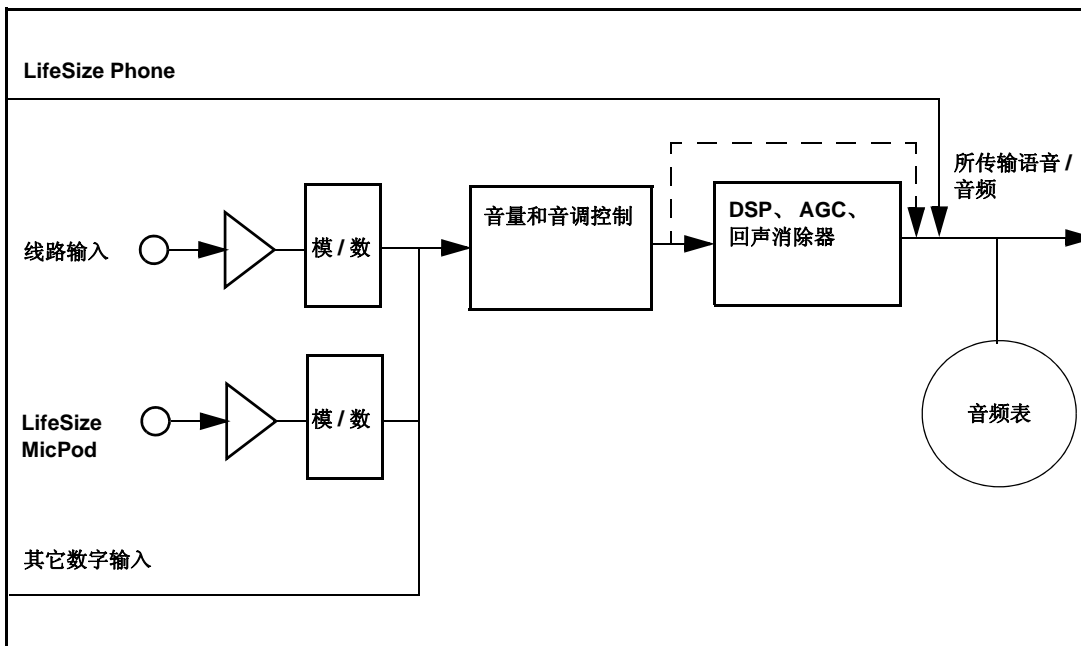 LifeSize Phone
所传输语音 /
音频
线路输入
模 / 数
音量和音调控制
DSP、 AGC、
回声消除器
LifeSize
MicPod
模 / 数
音频表
其它数字输入